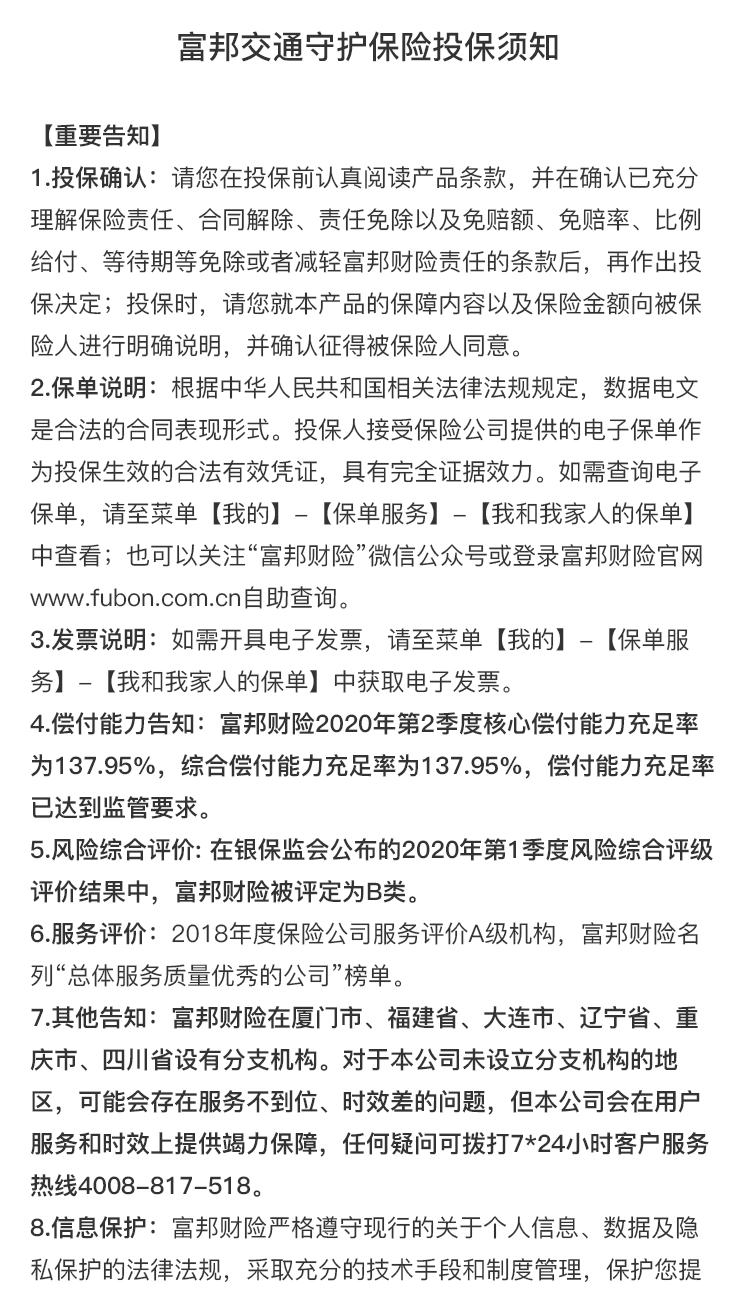 富邦交通守护保险投保须知
【重要告知】
1.投保确认：请您在投保前认真阅读产品条款，并在确认已充分
理解保险责任、合同解除、责任免除以及免赔额、免赔率、比例
给付、等待期等免除或者减轻富邦财险责任的条款后，再作出投
保决定；投保时，请您就本产品的保障内容以及保险金额向被保
险人进行明确说明，并确认征得被保险人同意。
2.保单说明：根据中华人民共和国相关法律法规规定，数据电文
是合法的合同表现形式。投保人接受保险公司提供的电子保单作
为投保生效的合法有效凭证，具有完全证据效力。如需查询电子
保单，请至菜单【我的】–【保单服务】–【我和我家人的保单】
中查看；也可以关注“富邦财险”微信公众号或登录富邦财险官网
www.fubon.com.cn自助查询。
3.发票说明：如需开具电子发票，请至菜单【我的】–【保单服
务】–【我和我家人的保单】中获取电子发票。
4.偿付能力告知：富邦财险2020年第2季度核心偿付能力充足率
为137.95%，综合偿付能力充足率为137.95%，偿付能力充足率
已达到监管要求。
5.风险综合评价: 在银保监会公布的2020年第1季度风险综合评级
评价结果中，富邦财险被评定为B类。
6.服务评价：2018年度保险公司服务评价A级机构，富邦财险名
列“总体服务质量优秀的公司”榜单。
7.其他告知：富邦财险在厦门市、福建省、大连市、辽宁省、重
庆市、四川省设有分支机构。对于本公司未设立分支机构的地
区，可能会存在服务不到位、时效差的问题，但本公司会在用户
服务和时效上提供竭力保障，任何疑问可拨打7*24小时客户服务
热线4008–817–518。
8.信息保护：富邦财险严格遵守现行的关于个人信息、数据及隐
私保护的法律法规，采取充分的技术手段和制度管理，保护您提